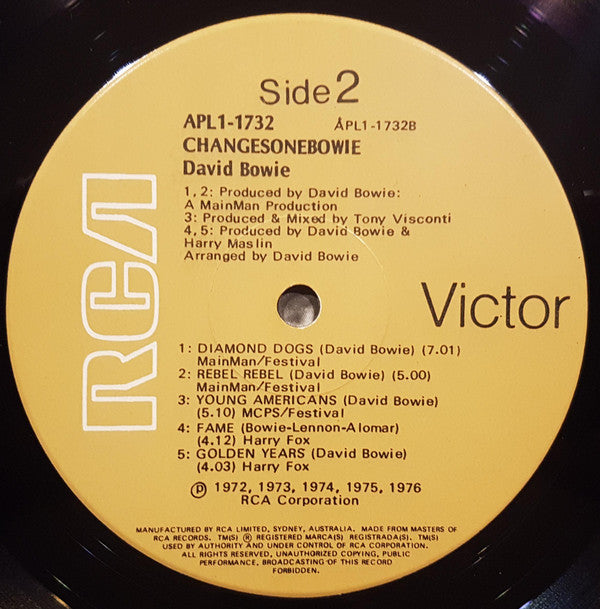 Side 2
APL1-1732 APL1-1732B
CHANGESONEBOWIE
David Bowie
1, 2: Produced by David Bowie:
A MainMan Production
3: Produced & Mixed by Tony Visconti
4, 5: Produced by David Bowie &
Harry Maslin
Arranged by David Bowie
RCA
Victor
1: DIAMOND DOGS (David Bowie) (7.01)
MainMan/Festival
2: REBEL REBEL (David Bowie) (5.00)
MainMan/Festival
3: YOUNG AMERICANS (David Bowie)
(5.10) MCPS/Festival
4: FAME (Bowie-Lennon-Alomar)
(4.12) Harry Fox
5: GOLDEN YEARS (David Bowie)
(4.03) Harry Fox
℗ 1972, 1973, 1974, 1975, 1976
RCA Corporation
MANUFACTURED BY RCA LIMITED, SYDNEY, AUSTRALIA. MADE FROM MASTERS OF
RCA RECORDS. TM(S) ® REGISTERED MARCA(S) REGISTRADA(S). TM(S)
USED BY AUTHORITY AND UNDER CONTROL OF RCA CORPORATION.
ALL RIGHTS RESERVED, UNAUTHORIZED COPYING, PUBLIC
PERFORMANCE, BROADCASTING OF THIS RECORD
FORBIDDEN.